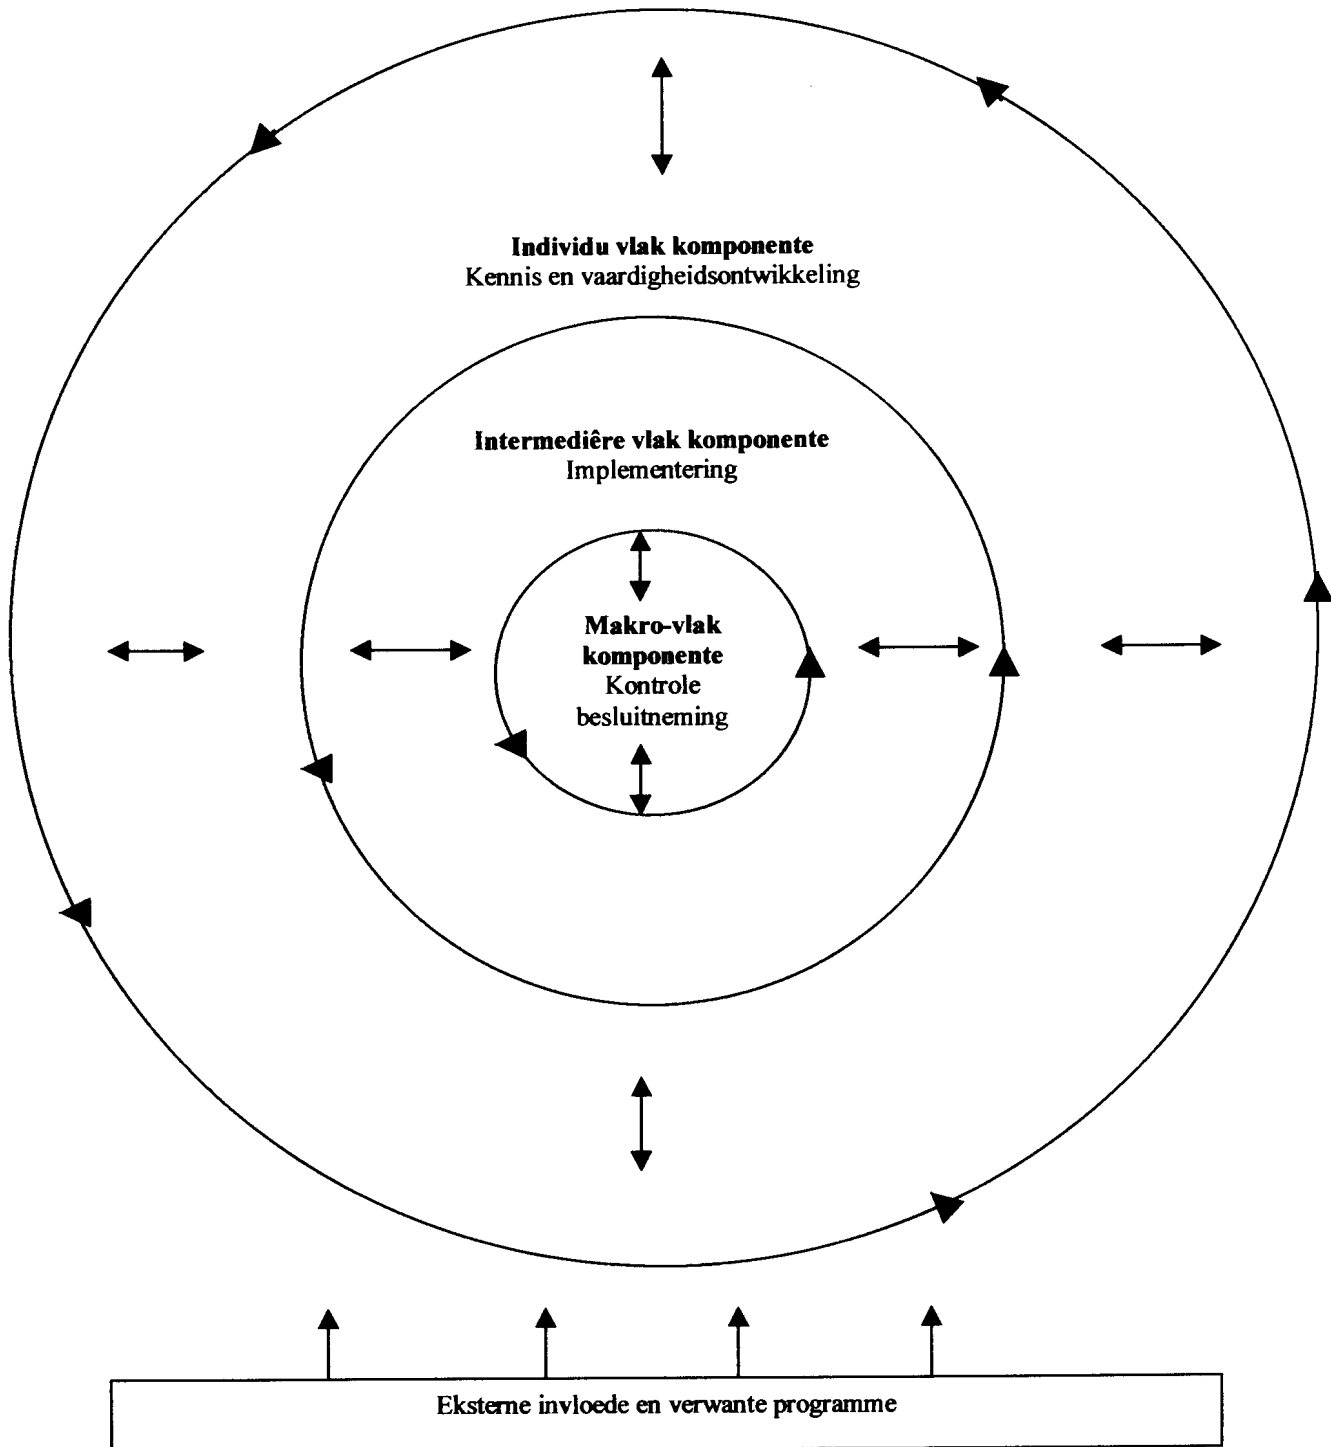 Individu vlak komponente
Kennis en vaardigheidsontwikkeling
Intermediêre vlak komponente
Implementering
Makro-vlak
komponente
Kontrole
besluitneming
Eksterne invloede en verwante programme